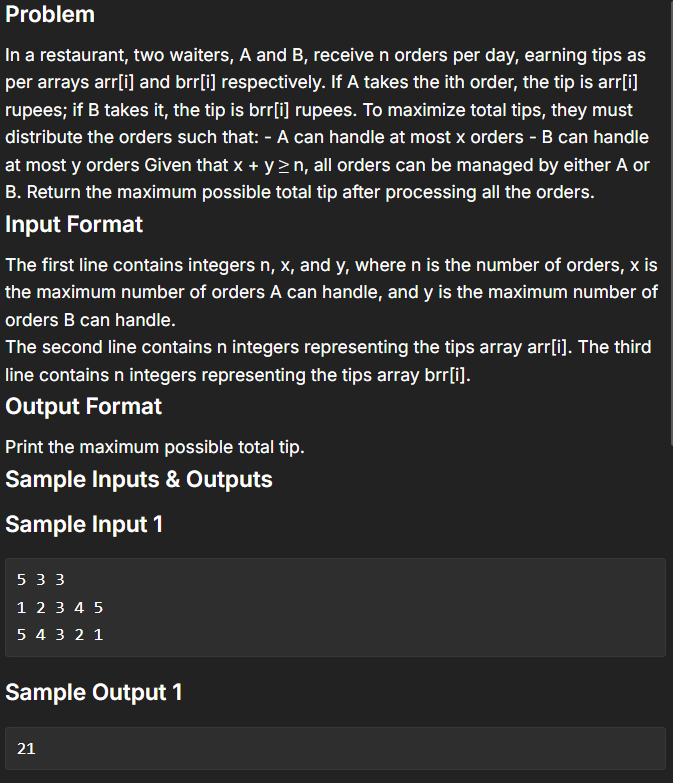 Problem
In a restaurant, two waiters, A and B, receive n orders per day, earning tips as
per arrays arr[i] and brr[i] respectively. If A takes the ith order, the tip is arr[i]
rupees; if B takes it, the tip is brr[i] rupees. To maximize total tips, they must
distribute the orders such that: - A can handle at most x orders - B can handle
at most y orders Given that x + y ≥ n, all orders can be managed by either A or
B. Return the maximum possible total tip after processing all the orders.
Input Format
The first line contains integers n, x, and y, where n is the number of orders, x is
the maximum number of orders A can handle, and y is the maximum number of
orders B can handle.
The second line contains n integers representing the tips array arr[i]. The third
line contains n integers representing the tips array brr[i].
Output Format
Print the maximum possible total tip.
Sample Inputs & Outputs
Sample Input 1
5 3 3
1 2 3 4 5
5 4 3 2 1
Sample Output 1
21